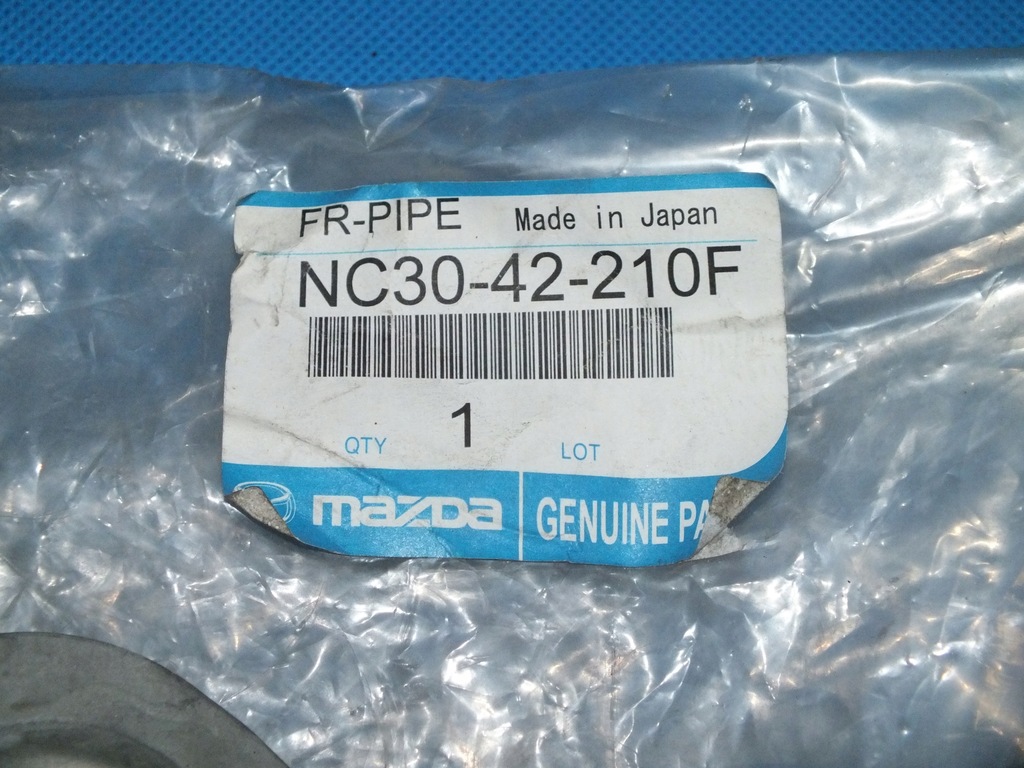 FR-PIPE Made in Japan
NC30-42-210F
1
QTY LOT
mazda GENUINE PA